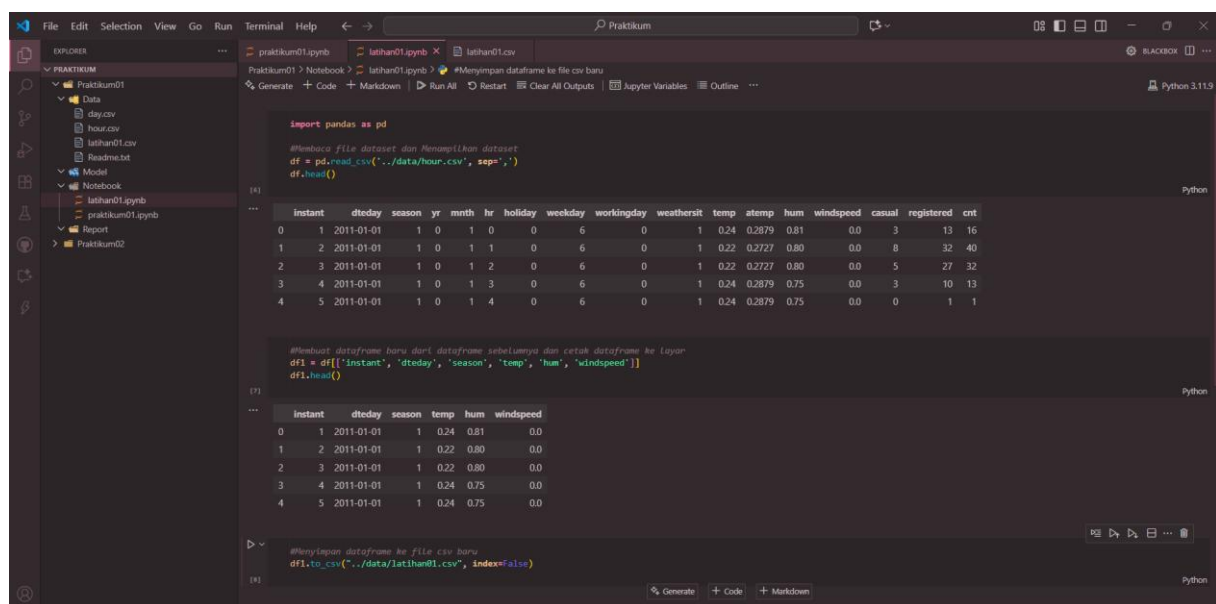 File Edit Selection View Go Run Terminal Help
Praktikum
EXPLORER
praktikum01.ipynb
latihan01.ipynb
latihan01.csv
BLACKBOX
PRAKTIKUM
Praktikum01
Data
day.csv
hour.csv
latihan01.csv
Readme.txt
Model
Notebook
latihan01.ipynb
praktikum01.ipynb
Report
Praktikum02
Praktikum01 > Notebook > latihan01.ipynb > #Menyimpan dataframe ke file csv baru
Generate + Code + Markdown | Run All Restart Clear All Outputs | Jupyter Variables Outline ...
Python 3.11.9
import pandas as pd
#Membaca file dataset dan Menampilkan dataset
df = pd.read_csv('../data/hour.csv', sep=',')
df.head()
Python
instant dteday season yr mnth hr holiday weekday workingday weathersit temp atemp hum windspeed casual registered cnt
0 1 2011-01-01 1 0 1 0 0 6 0 1 0.24 0.2879 0.81 0.0 3 13 16
1 2 2011-01-01 1 0 1 1 0 6 0 1 0.22 0.2727 0.80 0.0 8 32 40
2 3 2011-01-01 1 0 1 2 0 6 0 1 0.22 0.2727 0.80 0.0 5 27 32
3 4 2011-01-01 1 0 1 3 0 6 0 1 0.24 0.2879 0.75 0.0 3 10 13
4 5 2011-01-01 1 0 1 4 0 6 0 1 0.24 0.2879 0.75 0.0 0 1 1
#Membuat dataframe baru dari dataframe sebelumnya dan cetak dataframe ke layar
df1 = df[['instant', 'dteday', 'season', 'temp', 'hum', 'windspeed']]
df1.head()
[7]
Python
instant dteday season temp hum windspeed
0 1 2011-01-01 1 0.24 0.81 0.0
1 2 2011-01-01 1 0.22 0.80 0.0
2 3 2011-01-01 1 0.22 0.80 0.0
3 4 2011-01-01 1 0.24 0.75 0.0
4 5 2011-01-01 1 0.24 0.75 0.0
#Menyimpan dataframe ke file csv baru
df1.to_csv("../data/latihan01.csv", index=False)
Python
Generate + Code + Markdown